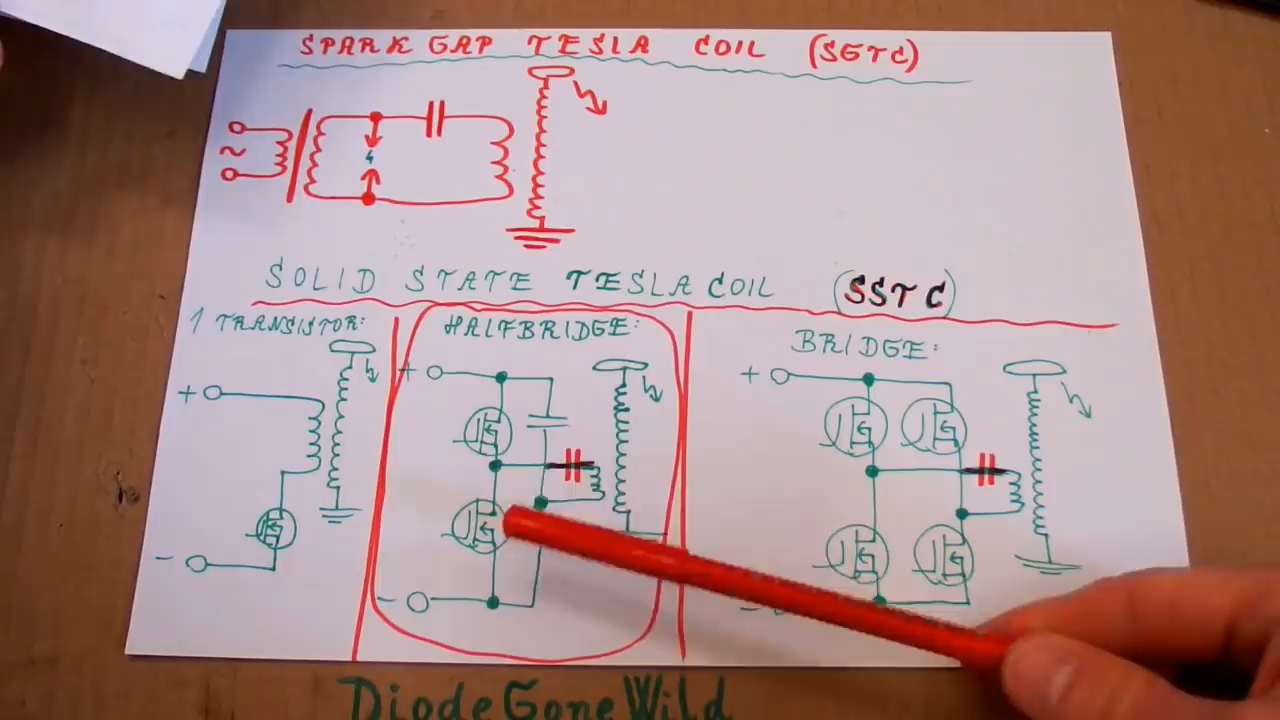 SPARK GAP TESLA COIL (SGTC)
~
SOLID STATE TESLA COIL (SSTC)
1 TRANSISTOR:
HALFBRIDGE:
BRIDGE:
+
+
+
-
-
-
DiodeGoneWild